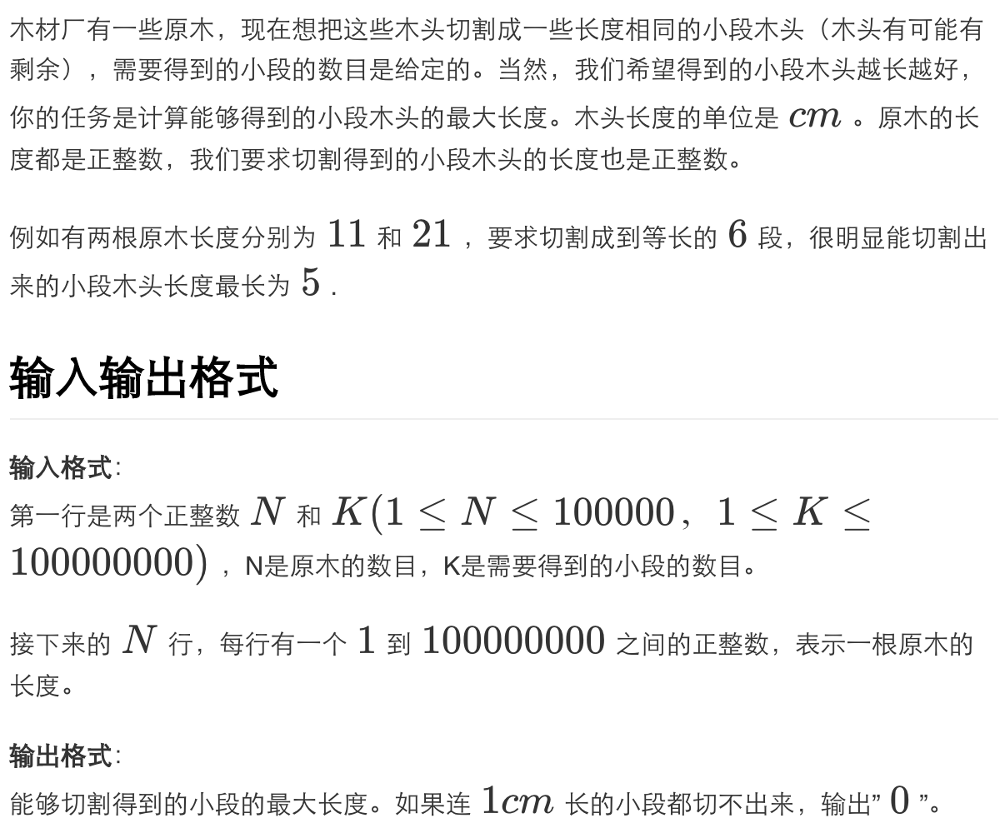 木材厂有一些原木，现在想把这些木头切割成一些长度相同的小段木头（木头有可能有
剩余），需要得到的小段的数目是给定的。当然，我们希望得到的小段木头越长越好，
你的任务是计算能够得到的小段木头的最大长度。木头长度的单位是 cm 。原木的长
度都是正整数，我们要求切割得到的小段木头的长度也是正整数。
例如有两根原木长度分别为 11 和 21 ，要求切割成到等长的 6 段，很明显能切割出
来的小段木头长度最长为 5 .
输入输出格式
输入格式:
第一行是两个正整数 N 和 K(1 ≤ N ≤ 100000，1 ≤ K ≤
100000000) ，N是原木的数目，K是需要得到的小段的数目。
接下来的 N 行，每行有一个 1 到 100000000 之间的正整数，表示一根原木的
长度。
输出格式:
能够切割得到的小段的最大长度。如果连 1cm 长的小段都切不出来，输出” 0 ”。